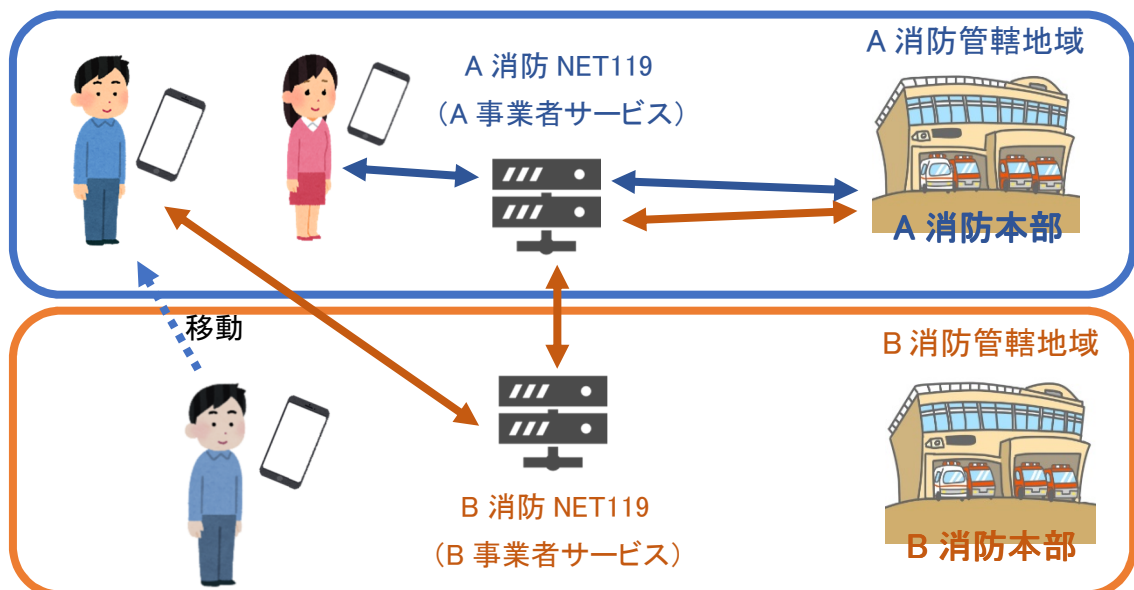 A 消防管轄地域
A 消防 NET119
（A 事業者サービス）
A 消防本部
移動
B 消防管轄地域
B 消防 NET119
（B 事業者サービス）
B 消防本部